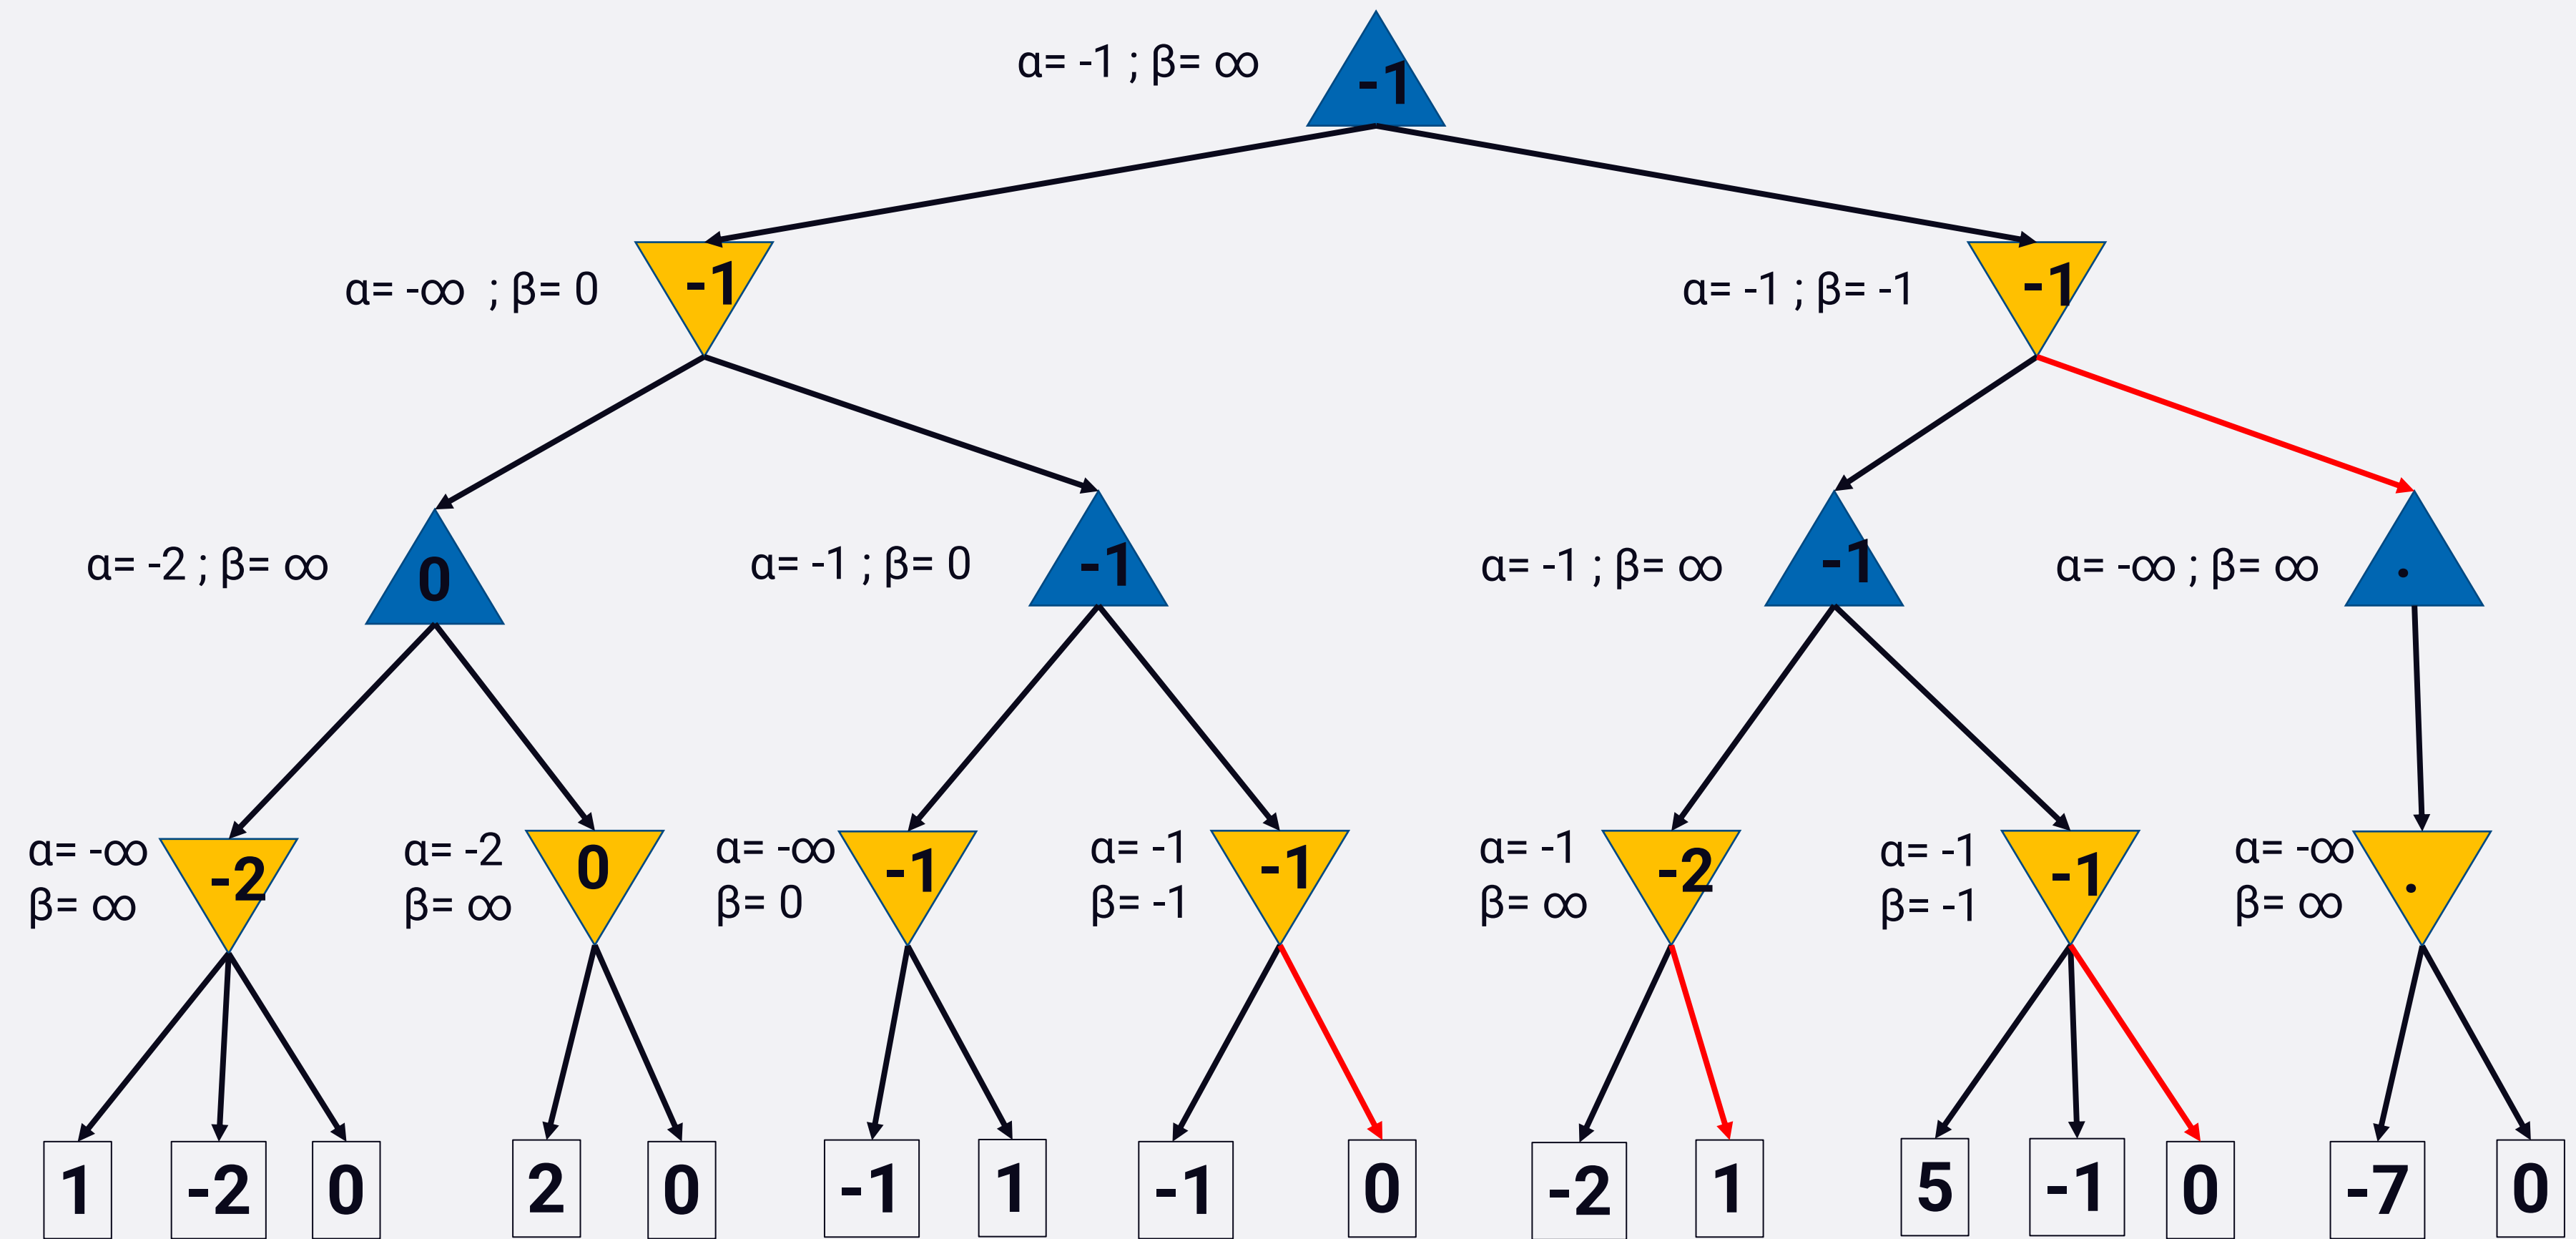 α= -1 ; β= ∞
-1
α= -∞ ; β= 0
-1
α= -1 ; β= -1
-1
α= -2 ; β= ∞
0
α= -1 ; β= 0
-1
α= -1 ; β= ∞
-1
α= -∞ ; β= ∞
.
α= -∞
β= ∞
-2
α= -2
β= ∞
0
α= -∞
β= 0
-1
α= -1
β= -1
-1
α= -1
β= ∞
-2
α= -1
β= -1
-1
α= -∞
β= ∞
.
1 -2 0 2 0 -1 1 -1 0 -2 1 5 -1 0 -7 0